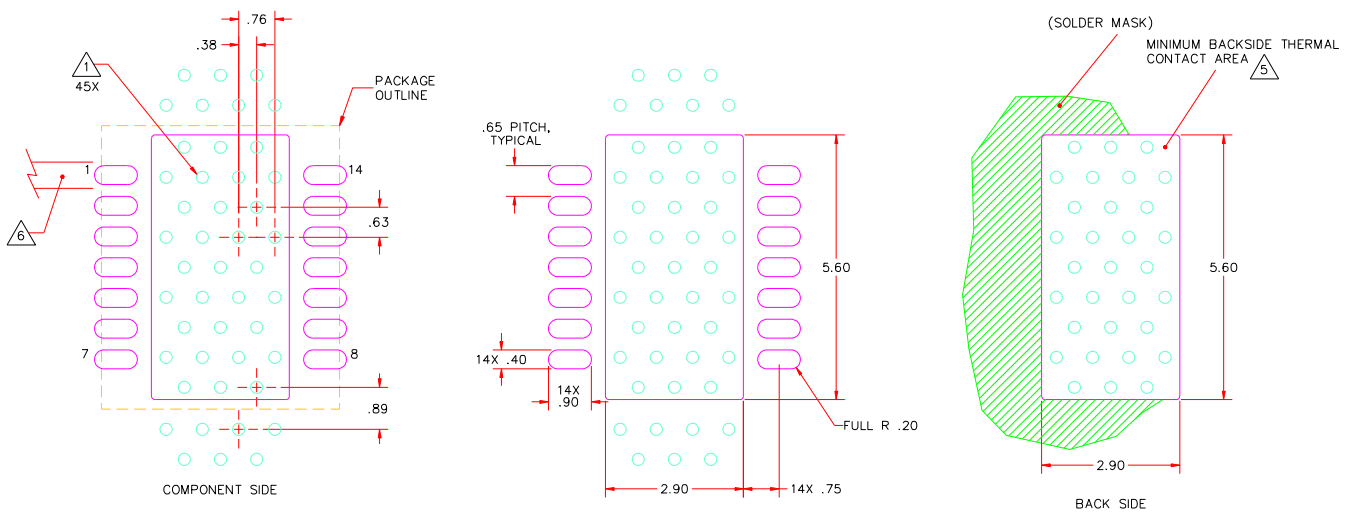 .76
.38
1
45X
PACKAGE
OUTLINE
1
14
6
.63
7
8
.89
COMPONENT SIDE
.65 PITCH,
TYPICAL
5.60
14X .40
14X
.90
FULL R .20
2.90
14X .75
(SOLDER MASK)
MINIMUM BACKSIDE THERMAL
CONTACT AREA
5
5.60
2.90
BACK SIDE